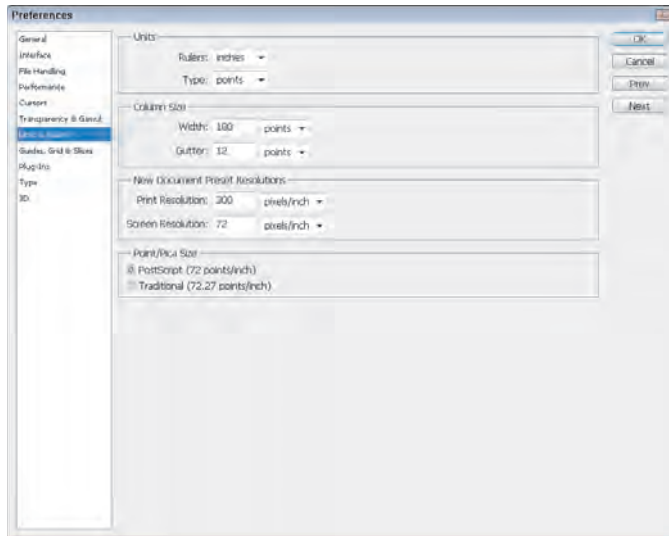 Preferences
General
Interface
File Handling
Performance
Cursors
Transparency & Gamut
Units & Rulers
Guides, Grid & Slices
Plug-Ins
Type
3D
Units
Rulers: inches
Type: points
Column Size
Width: 180 points
Gutter: 12 points
New Document Preset Resolutions
Print Resolution: 300 pixels/inch
Screen Resolution: 72 pixels/inch
Point/Pica Size
PostScript (72 points/inch)
Traditional (72.27 points/inch)
OK
Cancel
Prev
Next